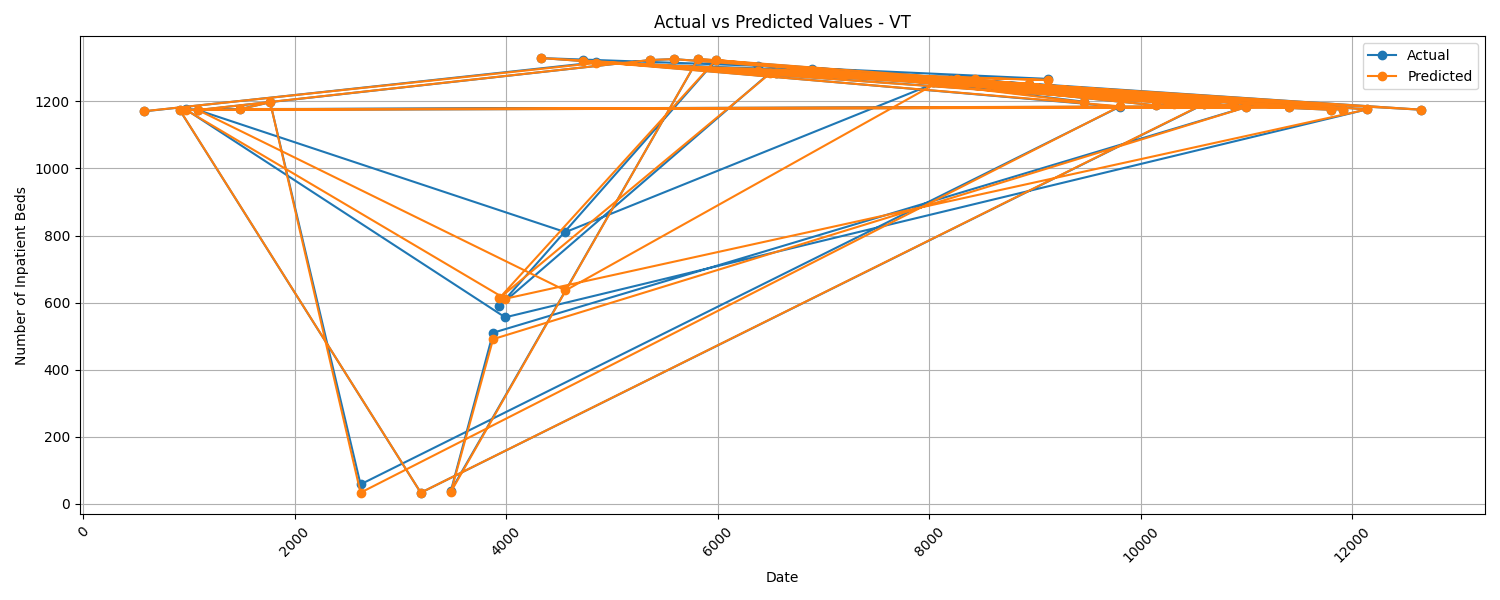 Actual vs Predicted Values - VT
Actual
Predicted
Number of Inpatient Beds
1200
1000
800
600
400
200
0
0
2000
4000
6000
8000
10000
12000
Date